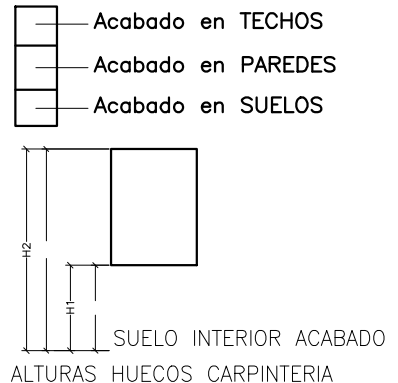 Acabado en TECHOS
Acabado en PAREDES
Acabado en SUELOS
H2
H1
SUELO INTERIOR ACABADO
ALTURAS HUECOS CARPINTERIA